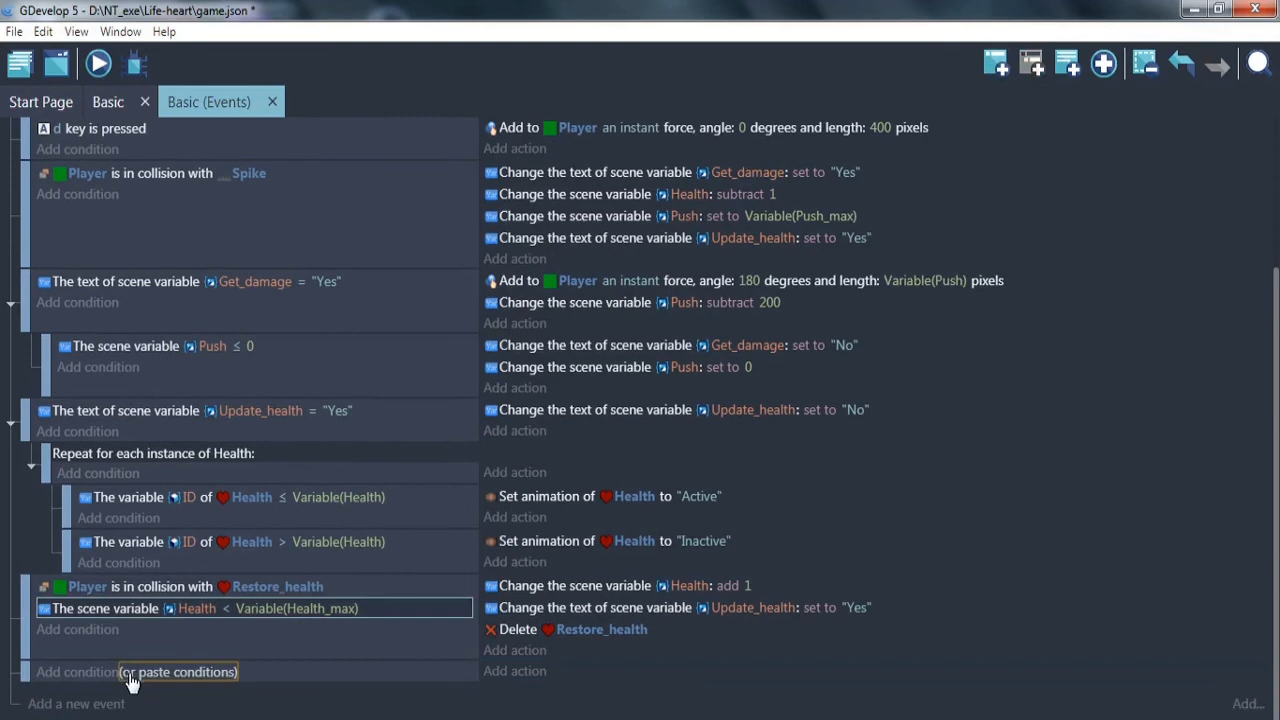 GDevelop 5 - D:\NT_exe\Life-heart\game.json *
File Edit View Window Help
Start Page Basic Basic (Events)
d key is pressed Add to Player an instant force, angle: 0 degrees and length: 400 pixels
Add condition Add action
Player is in collision with Spike Change the text of scene variable Get_damage: set to "Yes"
Add condition Change the scene variable Health: subtract 1
Change the scene variable Push: set to Variable(Push_max)
Change the text of scene variable Update_health: set to "Yes"
Add action
The text of scene variable Get_damage = "Yes" Add to Player an instant force, angle: 180 degrees and length: Variable(Push) pixels
Add condition Change the scene variable Push: subtract 200
Add action
The scene variable Push ≤ 0 Change the text of scene variable Get_damage: set to "No"
Add condition Change the scene variable Push: set to 0
Add action
The text of scene variable Update_health = "Yes" Change the text of scene variable Update_health: set to "No"
Add condition Add action
Repeat for each instance of Health:
Add condition Add action
The variable ID of Health ≤ Variable(Health) Set animation of Health to "Active"
Add condition Add action
The variable ID of Health > Variable(Health) Set animation of Health to "Inactive"
Add condition Add action
Player is in collision with Restore_health Change the scene variable Health: add 1
The scene variable Health < Variable(Health_max) Change the text of scene variable Update_health: set to "Yes"
Add condition Delete Restore_health
Add action
Add condition (or paste conditions) Add action
Add a new event Add...